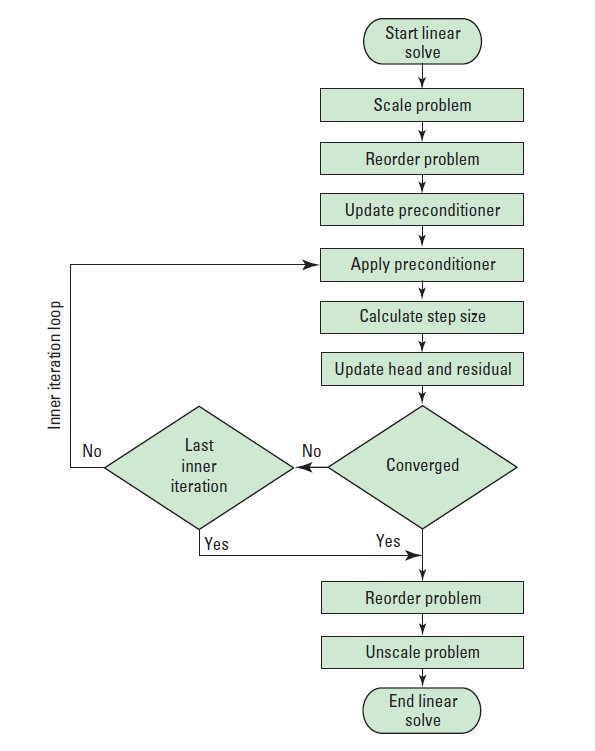 Start linear
solve
Scale problem
Reorder problem
Update preconditioner
Apply preconditioner
Calculate step size
Update head and residual
Inner iteration loop
No
Last
inner
iteration
No
Converged
Yes
Yes
Reorder problem
Unscale problem
End linear
solve